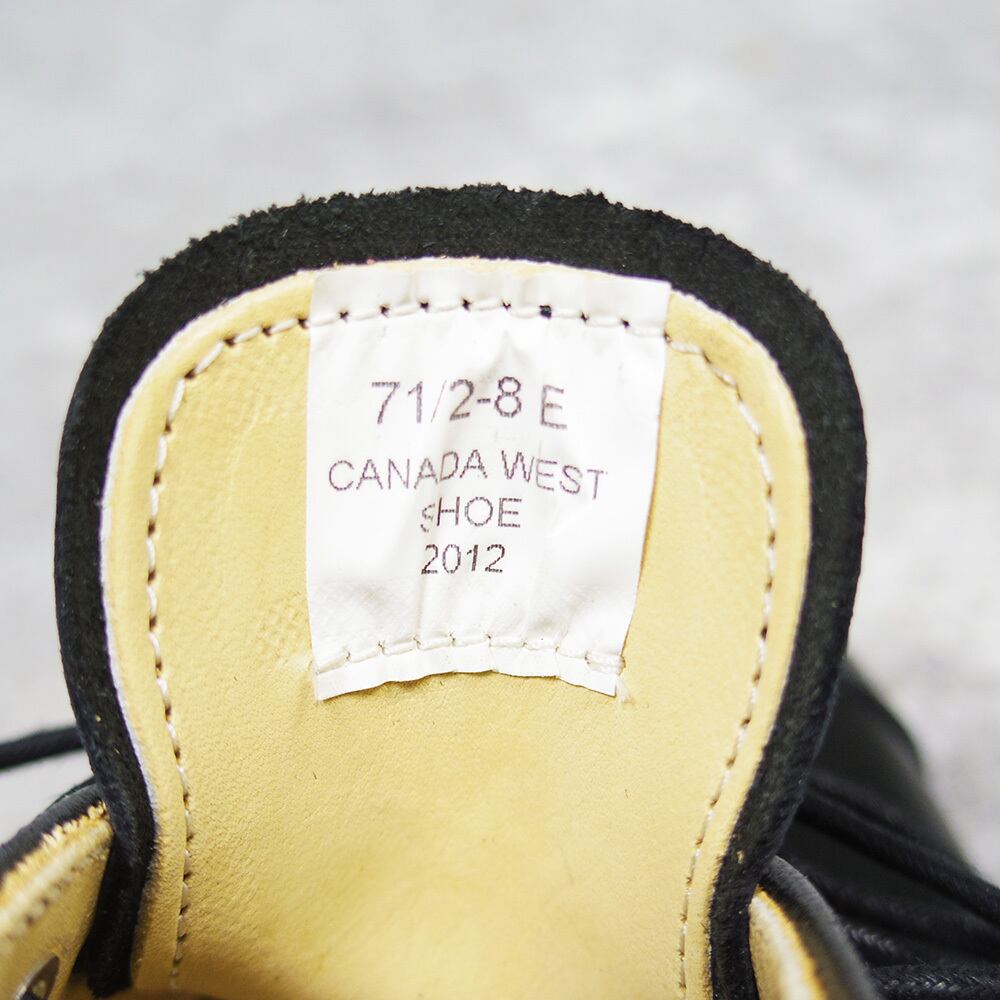 71/2-8 E
CANADA WEST
SHOE
2012